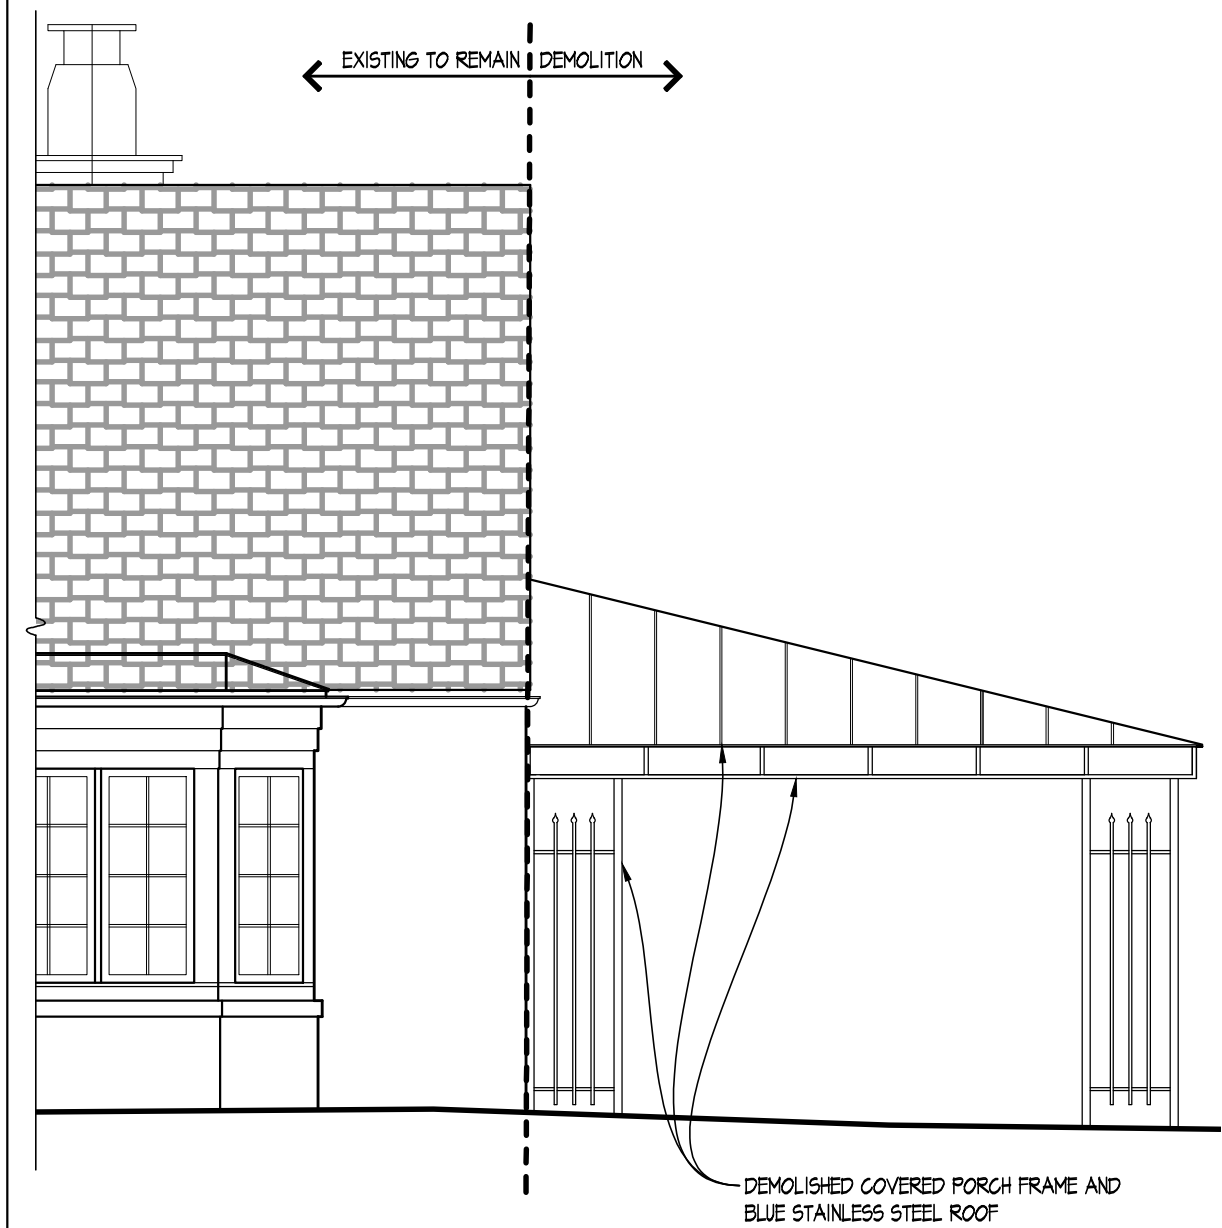 EXISTING TO REMAIN DEMOLITION
DEMOLISHED COVERED PORCH FRAME AND
BLUE STAINLESS STEEL ROOF